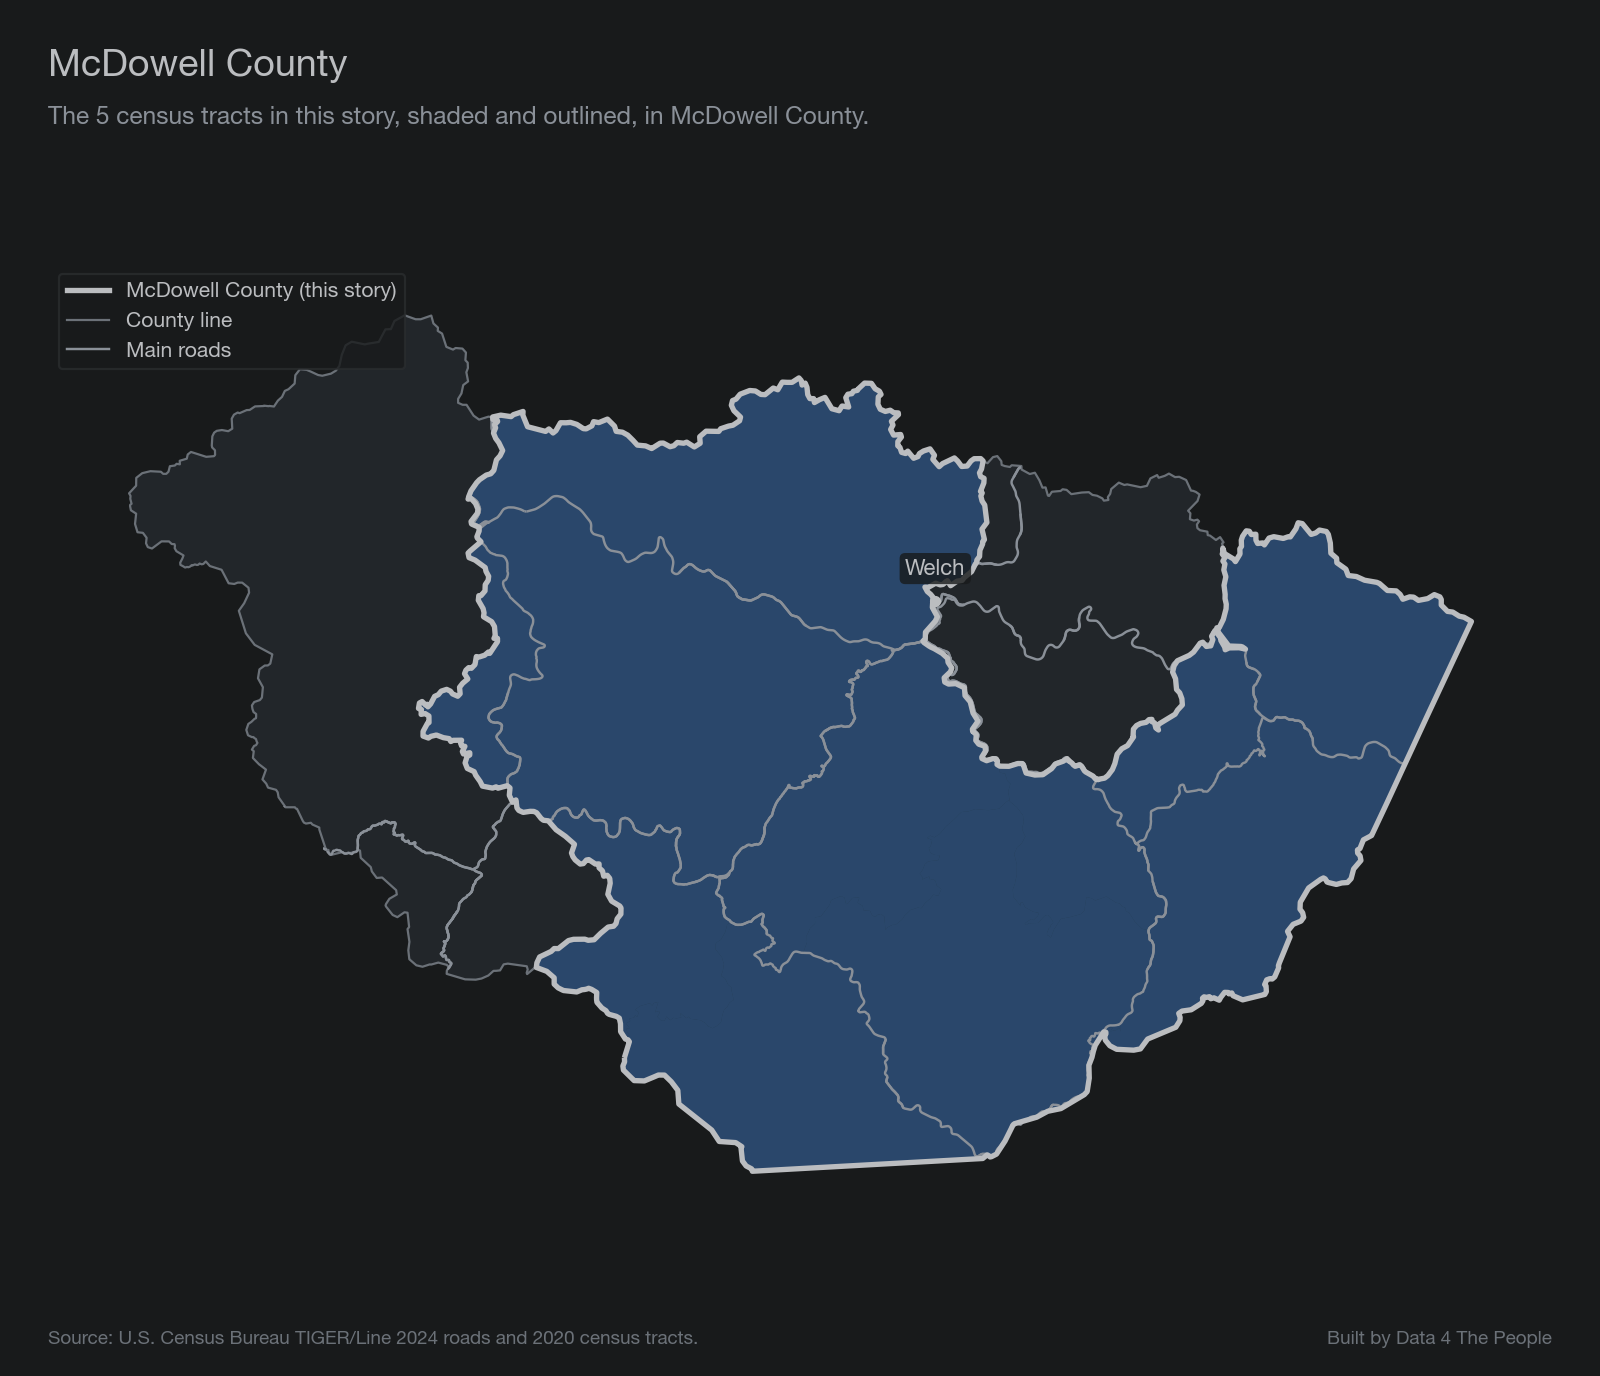 McDowell County
The 5 census tracts in this story, shaded and outlined, in McDowell County.
McDowell County (this story)
County line
Main roads
Welch
Source: U.S. Census Bureau TIGER/Line 2024 roads and 2020 census tracts.
Built by Data 4 The People